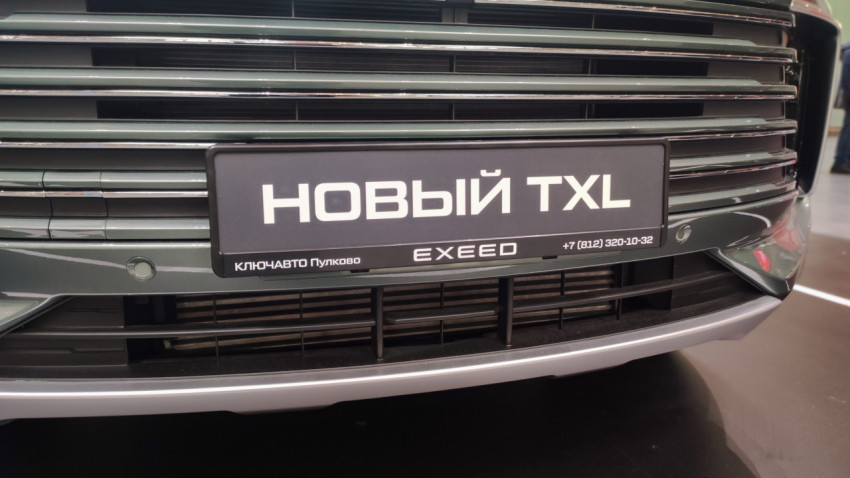 НОВЫЙ TXL
КЛЮЧАВТО Пулково EXEED +7 (812) 320-10-32